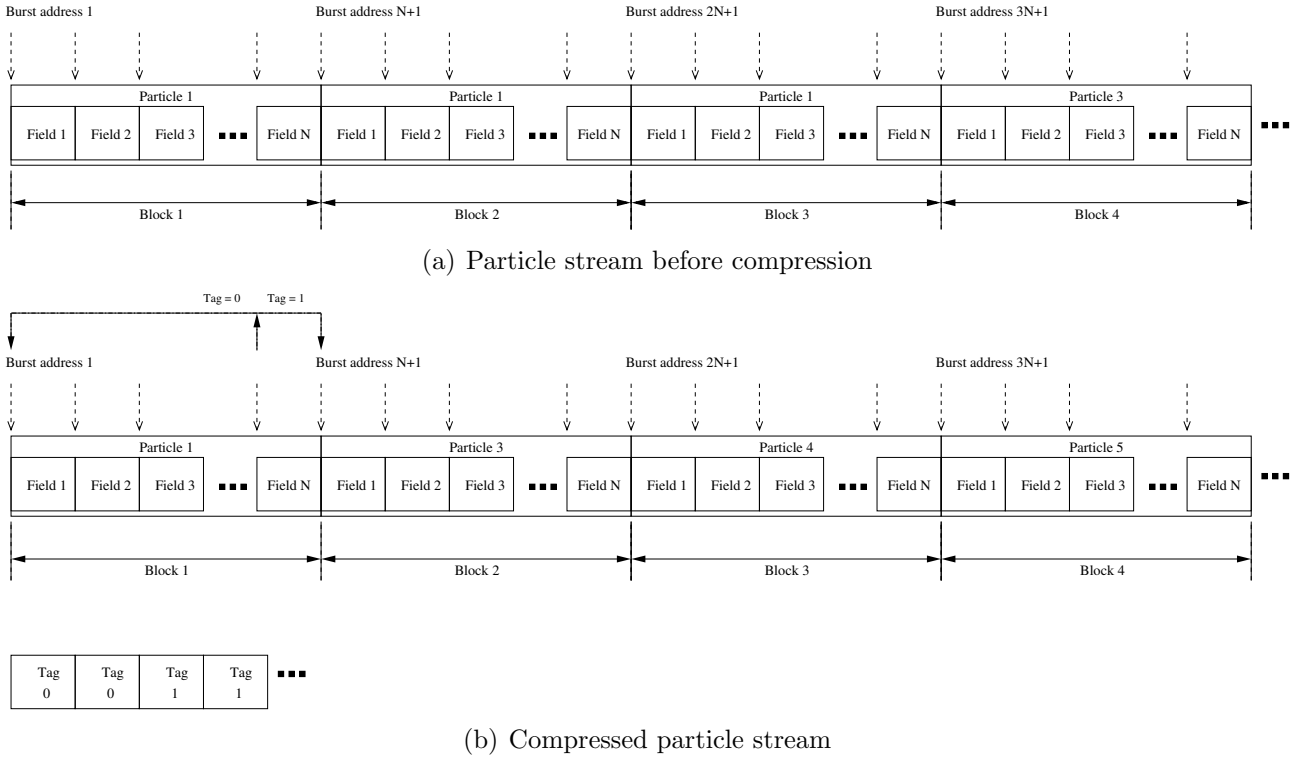 Burst address 1 Burst address N+1 Burst address 2N+1 Burst address 3N+1
Particle 1 Particle 1 Particle 1 Particle 3
Field 1 Field 2 Field 3 Field N Field 1 Field 2 Field 3 Field N Field 1 Field 2 Field 3 Field N Field 1 Field 2 Field 3 Field N
Block 1 Block 2 Block 3 Block 4
(a) Particle stream before compression
Tag = 0 Tag = 1
Burst address 1 Burst address N+1 Burst address 2N+1 Burst address 3N+1
Particle 1 Particle 3 Particle 4 Particle 5
Field 1 Field 2 Field 3 Field N Field 1 Field 2 Field 3 Field N Field 1 Field 2 Field 3 Field N Field 1 Field 2 Field 3 Field N
Block 1 Block 2 Block 3 Block 4
Tag Tag Tag Tag
0 0 1 1
(b) Compressed particle stream